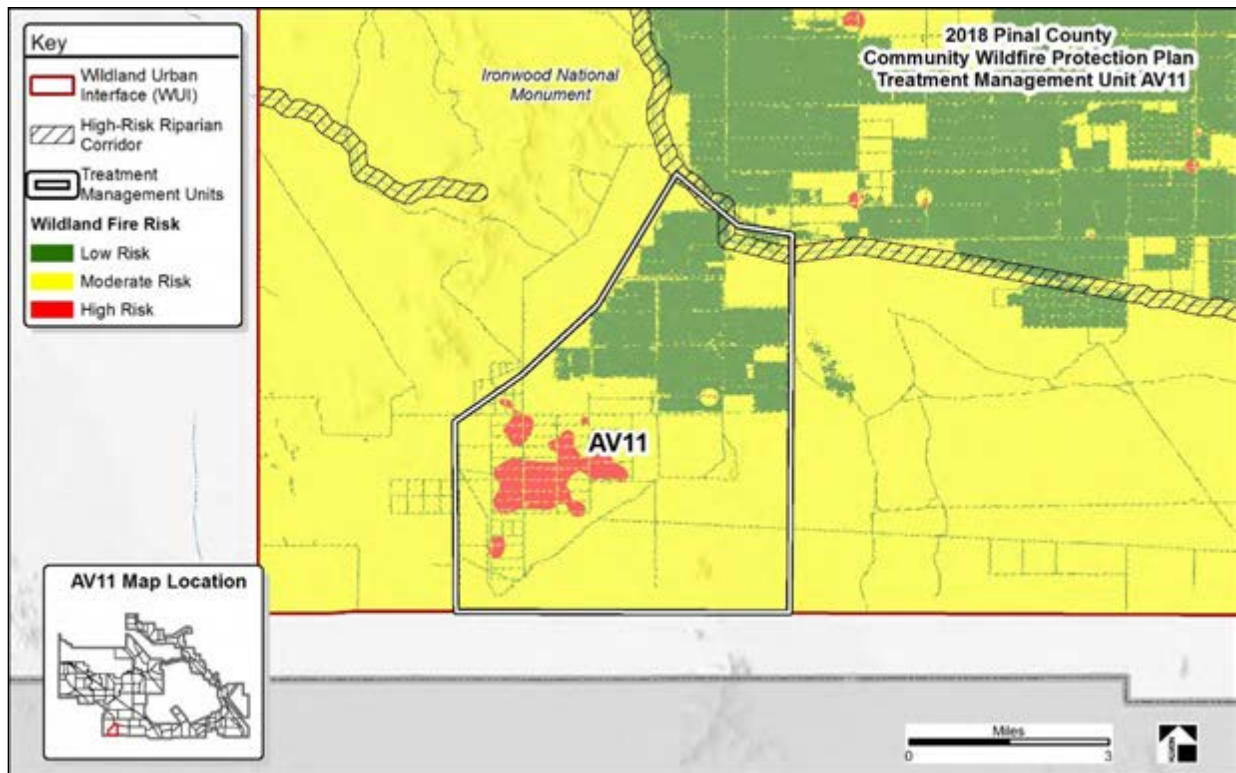 Key
Wildland Urban
Interface (WUI)
High-Risk Riparian
Corridor
Treatment
Management Units
Wildland Fire Risk
Low Risk
Moderate Risk
High Risk
Ironwood National
Monument
2018 Pinal County
Community Wildfire Protection Plan
Treatment Management Unit AV11
AV11
AV11 Map Location
Miles
0 3
NORTH